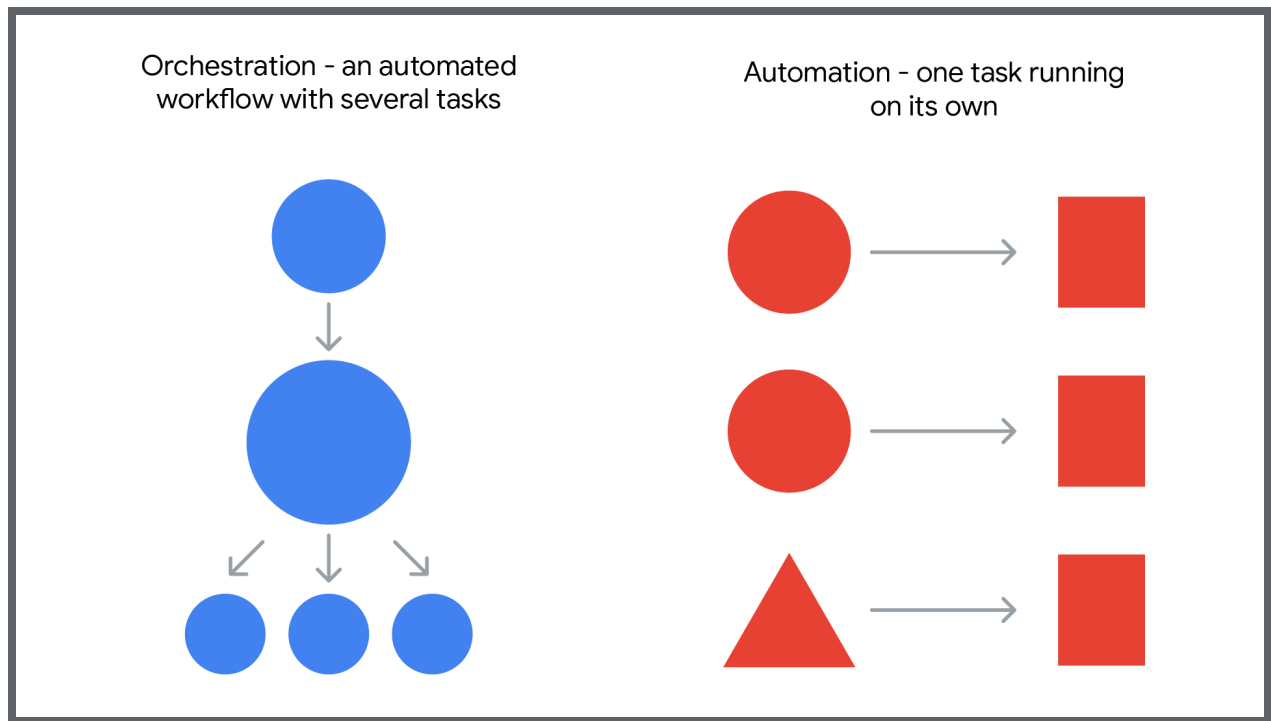 Orchestration - an automated
workflow with several tasks
Automation - one task running
on its own